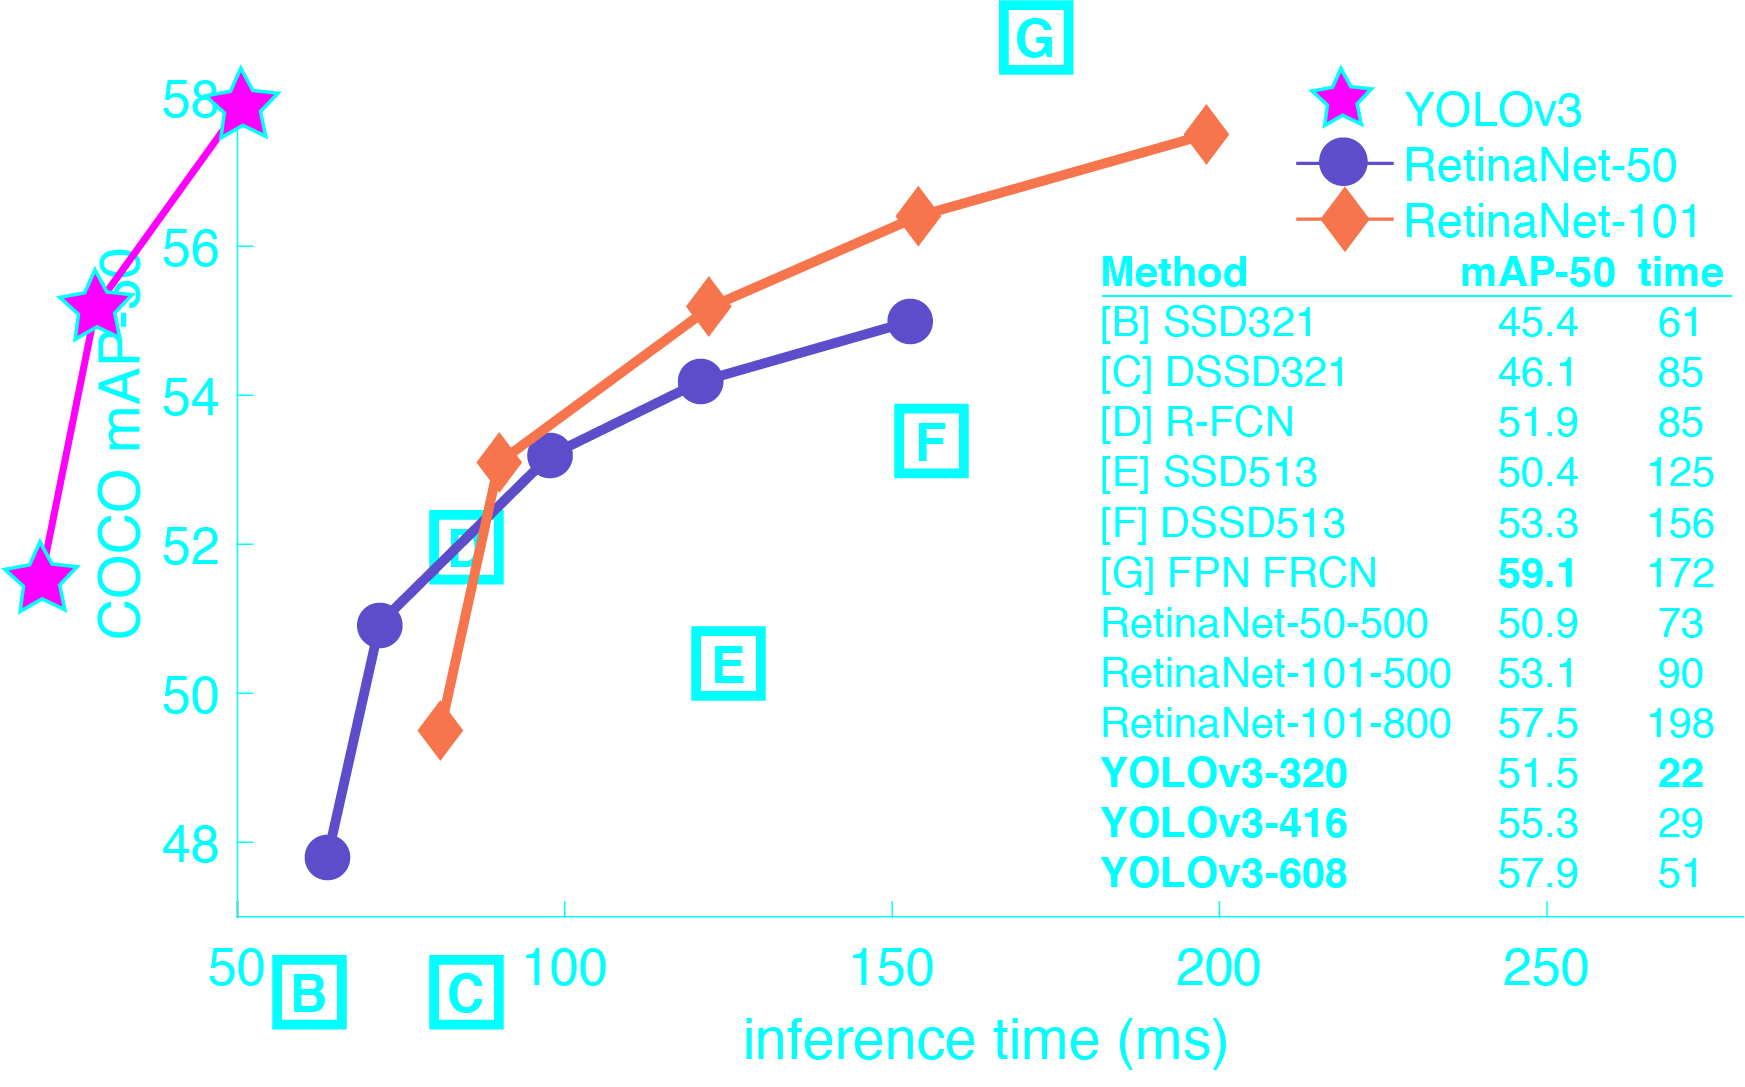 G
58
56
54
52
50
48
COCO mAP-50
D
E
F
YOLOv3
RetinaNet-50
RetinaNet-101
Method mAP-50 time
[B] SSD321 45.4 61
[C] DSSD321 46.1 85
[D] R-FCN 51.9 85
[E] SSD513 50.4 125
[F] DSSD513 53.3 156
[G] FPN FRCN 59.1 172
RetinaNet-50-500 50.9 73
RetinaNet-101-500 53.1 90
RetinaNet-101-800 57.5 198
YOLOv3-320 51.5 22
YOLOv3-416 55.3 29
YOLOv3-608 57.9 51
50 100 150 200 250
B
C
inference time (ms)